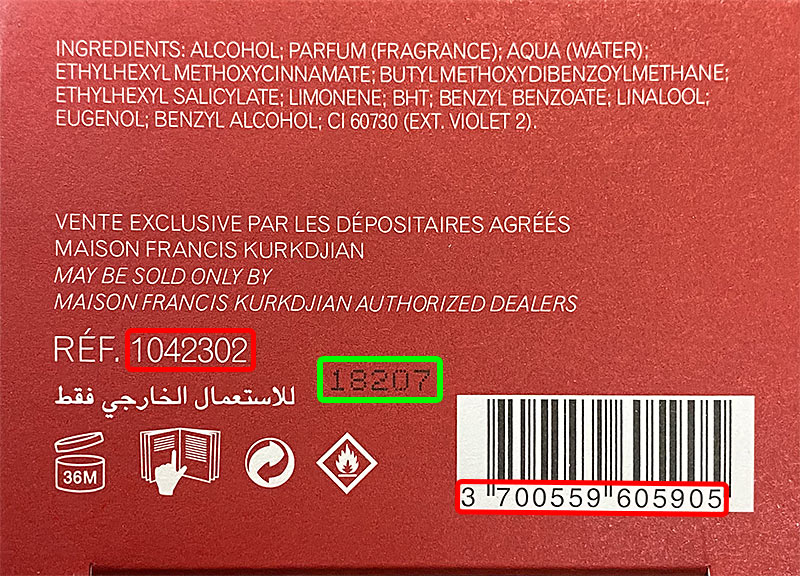 INGREDIENTS: ALCOHOL; PARFUM (FRAGRANCE); AQUA (WATER);
ETHYLHEXYL METHOXYCINNAMATE; BUTYL METHOXYDIBENZOYLMETHANE;
ETHYLHEXYL SALICYLATE; LIMONENE; BHT; BENZYL BENZOATE; LINALOOL;
EUGENOL; BENZYL ALCOHOL; CI 60730 (EXT. VIOLET 2).
VENTE EXCLUSIVE PAR LES DÉPOSITAIRES AGRÉÉS
MAISON FRANCIS KURKDJIAN
MAY BE SOLD ONLY BY
MAISON FRANCIS KURKDJIAN AUTHORIZED DEALERS
RÉF. 1042302
18207
للاستعمال الخارجي فقط
36M
3 700559 605905